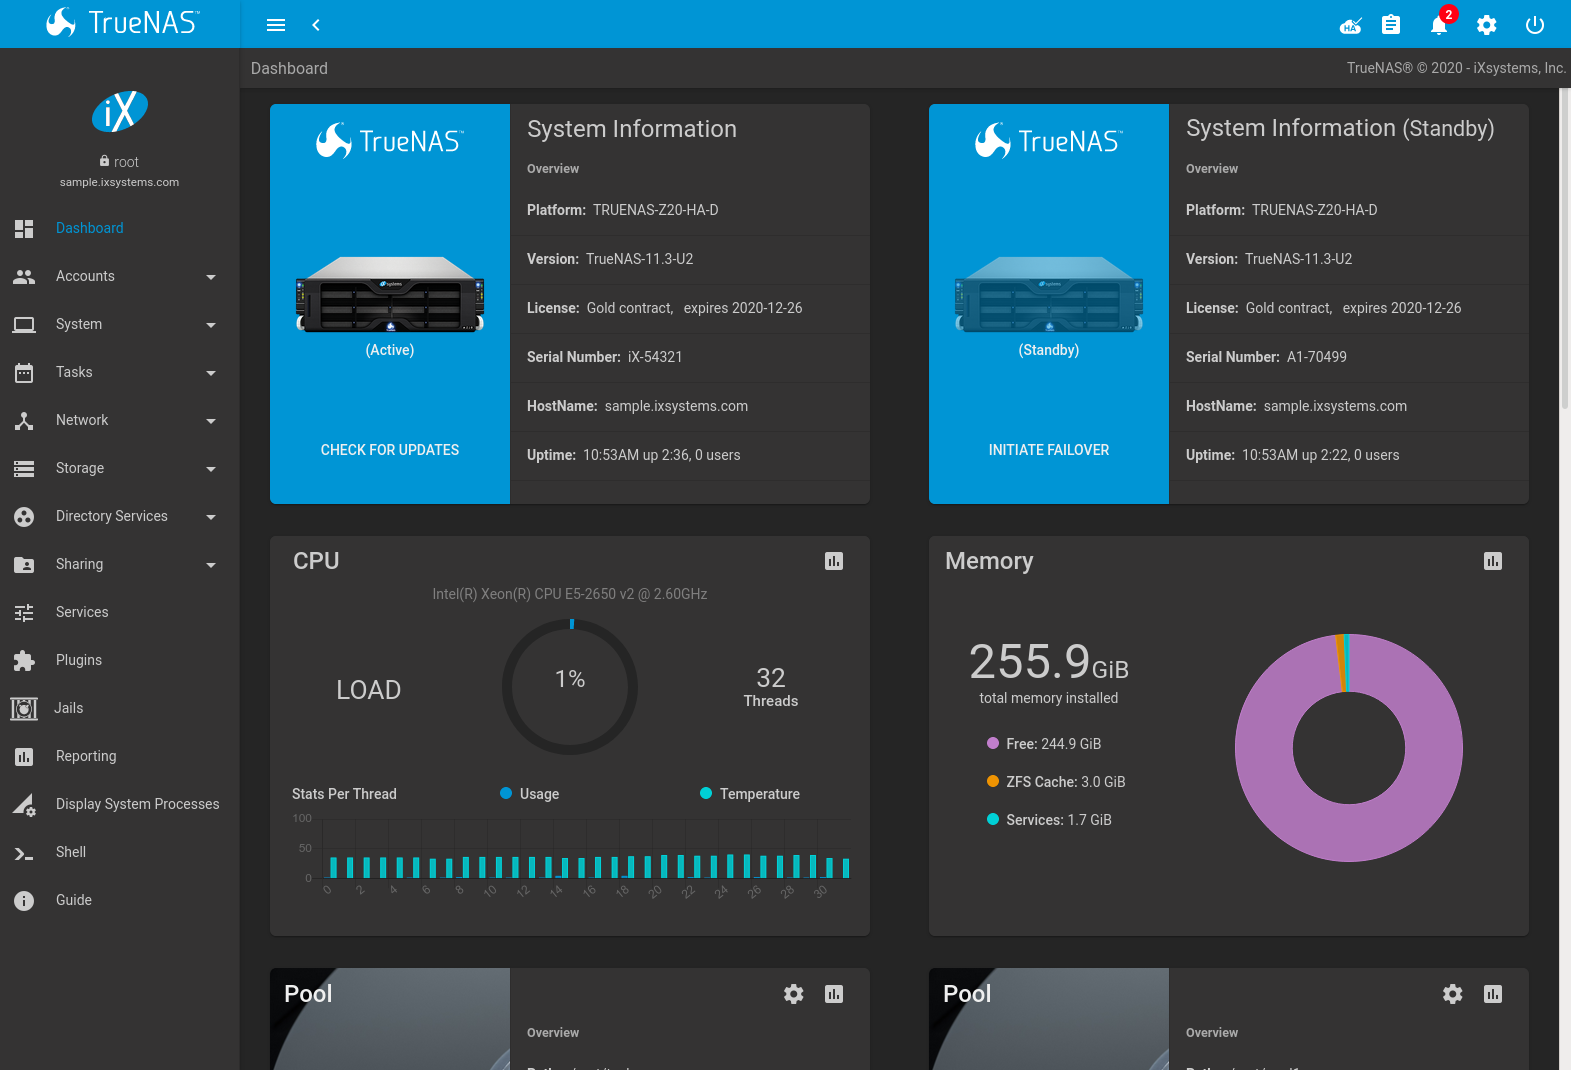 TrueNAS™
2
Dashboard
TrueNAS® © 2020 - iXsystems, Inc.
iX
root
sample.ixsystems.com
Dashboard
Accounts
System
Tasks
Network
Storage
Directory Services
Sharing
Services
Plugins
Jails
Reporting
Display System Processes
Shell
Guide
TrueNAS™
(Active)
CHECK FOR UPDATES
System Information
Overview
Platform: TRUENAS-Z20-HA-D
Version: TrueNAS-11.3-U2
License: Gold contract, expires 2020-12-26
Serial Number: iX-54321
HostName: sample.ixsystems.com
Uptime: 10:53AM up 2:36, 0 users
TrueNAS™
(Standby)
INITIATE FAILOVER
System Information (Standby)
Overview
Platform: TRUENAS-Z20-HA-D
Version: TrueNAS-11.3-U2
License: Gold contract, expires 2020-12-26
Serial Number: A1-70499
HostName: sample.ixsystems.com
Uptime: 10:53AM up 2:22, 0 users
CPU
Intel(R) Xeon(R) CPU E5-2650 v2 @ 2.60GHz
LOAD
1%
32
Threads
Stats Per Thread
Usage
Temperature
100
50
0
0 2 4 6 8 10 12 14 16 18 20 22 24 26 28 30
Memory
255.9GiB
total memory installed
Free: 244.9 GiB
ZFS Cache: 3.0 GiB
Services: 1.7 GiB
Pool
Overview
Pool
Overview